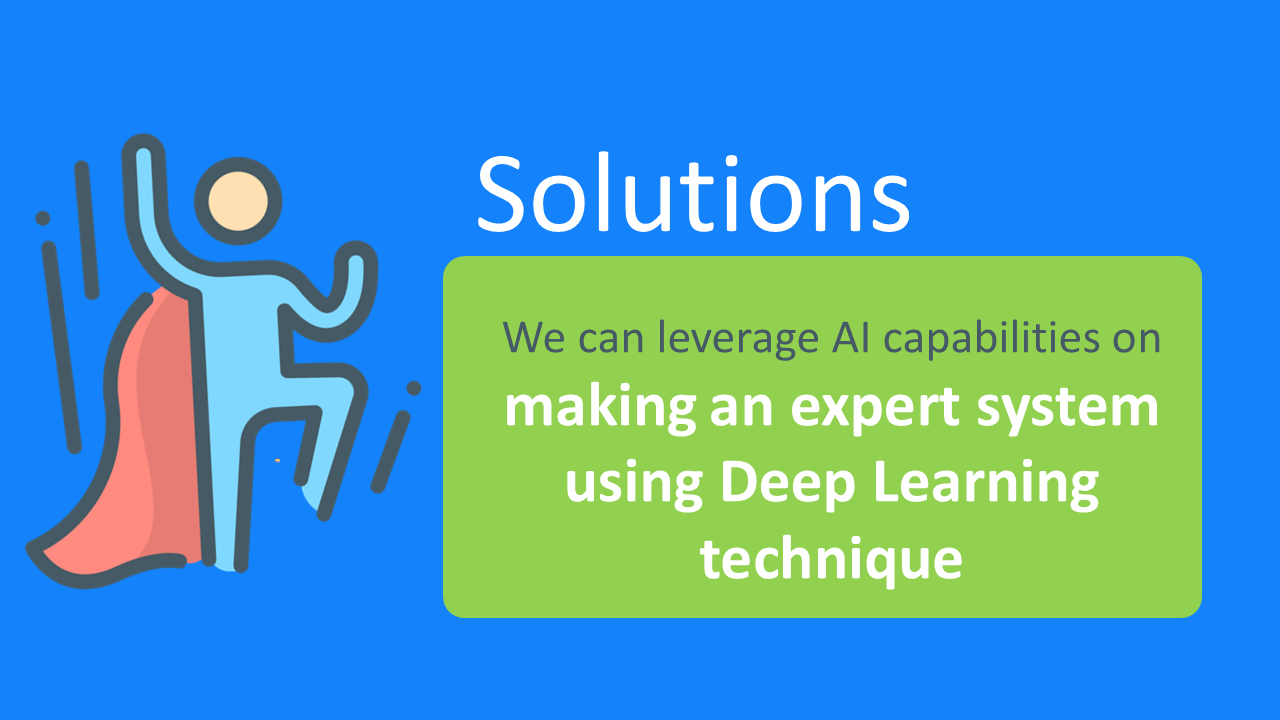 Solutions
We can leverage AI capabilities on
making an expert system
using Deep Learning
technique